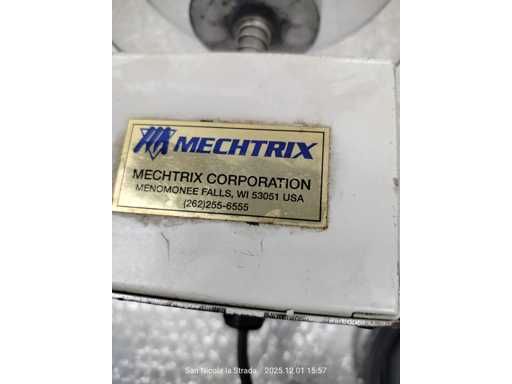 MECHTRIX
MECHTRIX CORPORATION
MENOMONEE FALLS, WI 53051 USA
(262)255-6555
San Nicola la Strada 2025.12.01 15:57